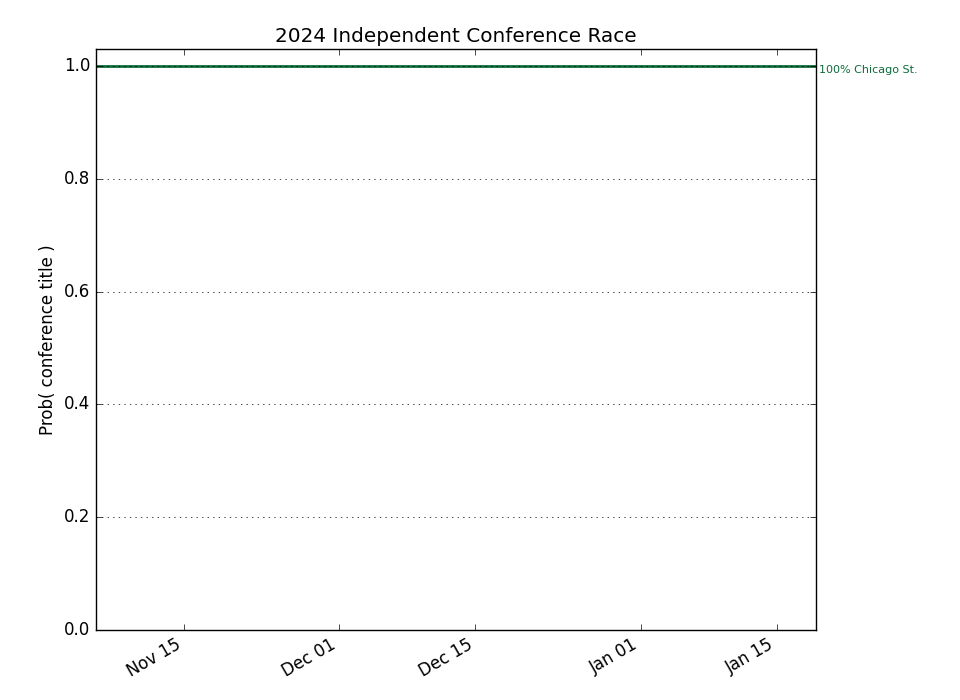 2024 Independent Conference Race
Prob( conference title )
1.0
0.8
0.6
0.4
0.2
0.0
100% Chicago St.
Nov 15
Dec 01
Dec 15
Jan 01
Jan 15